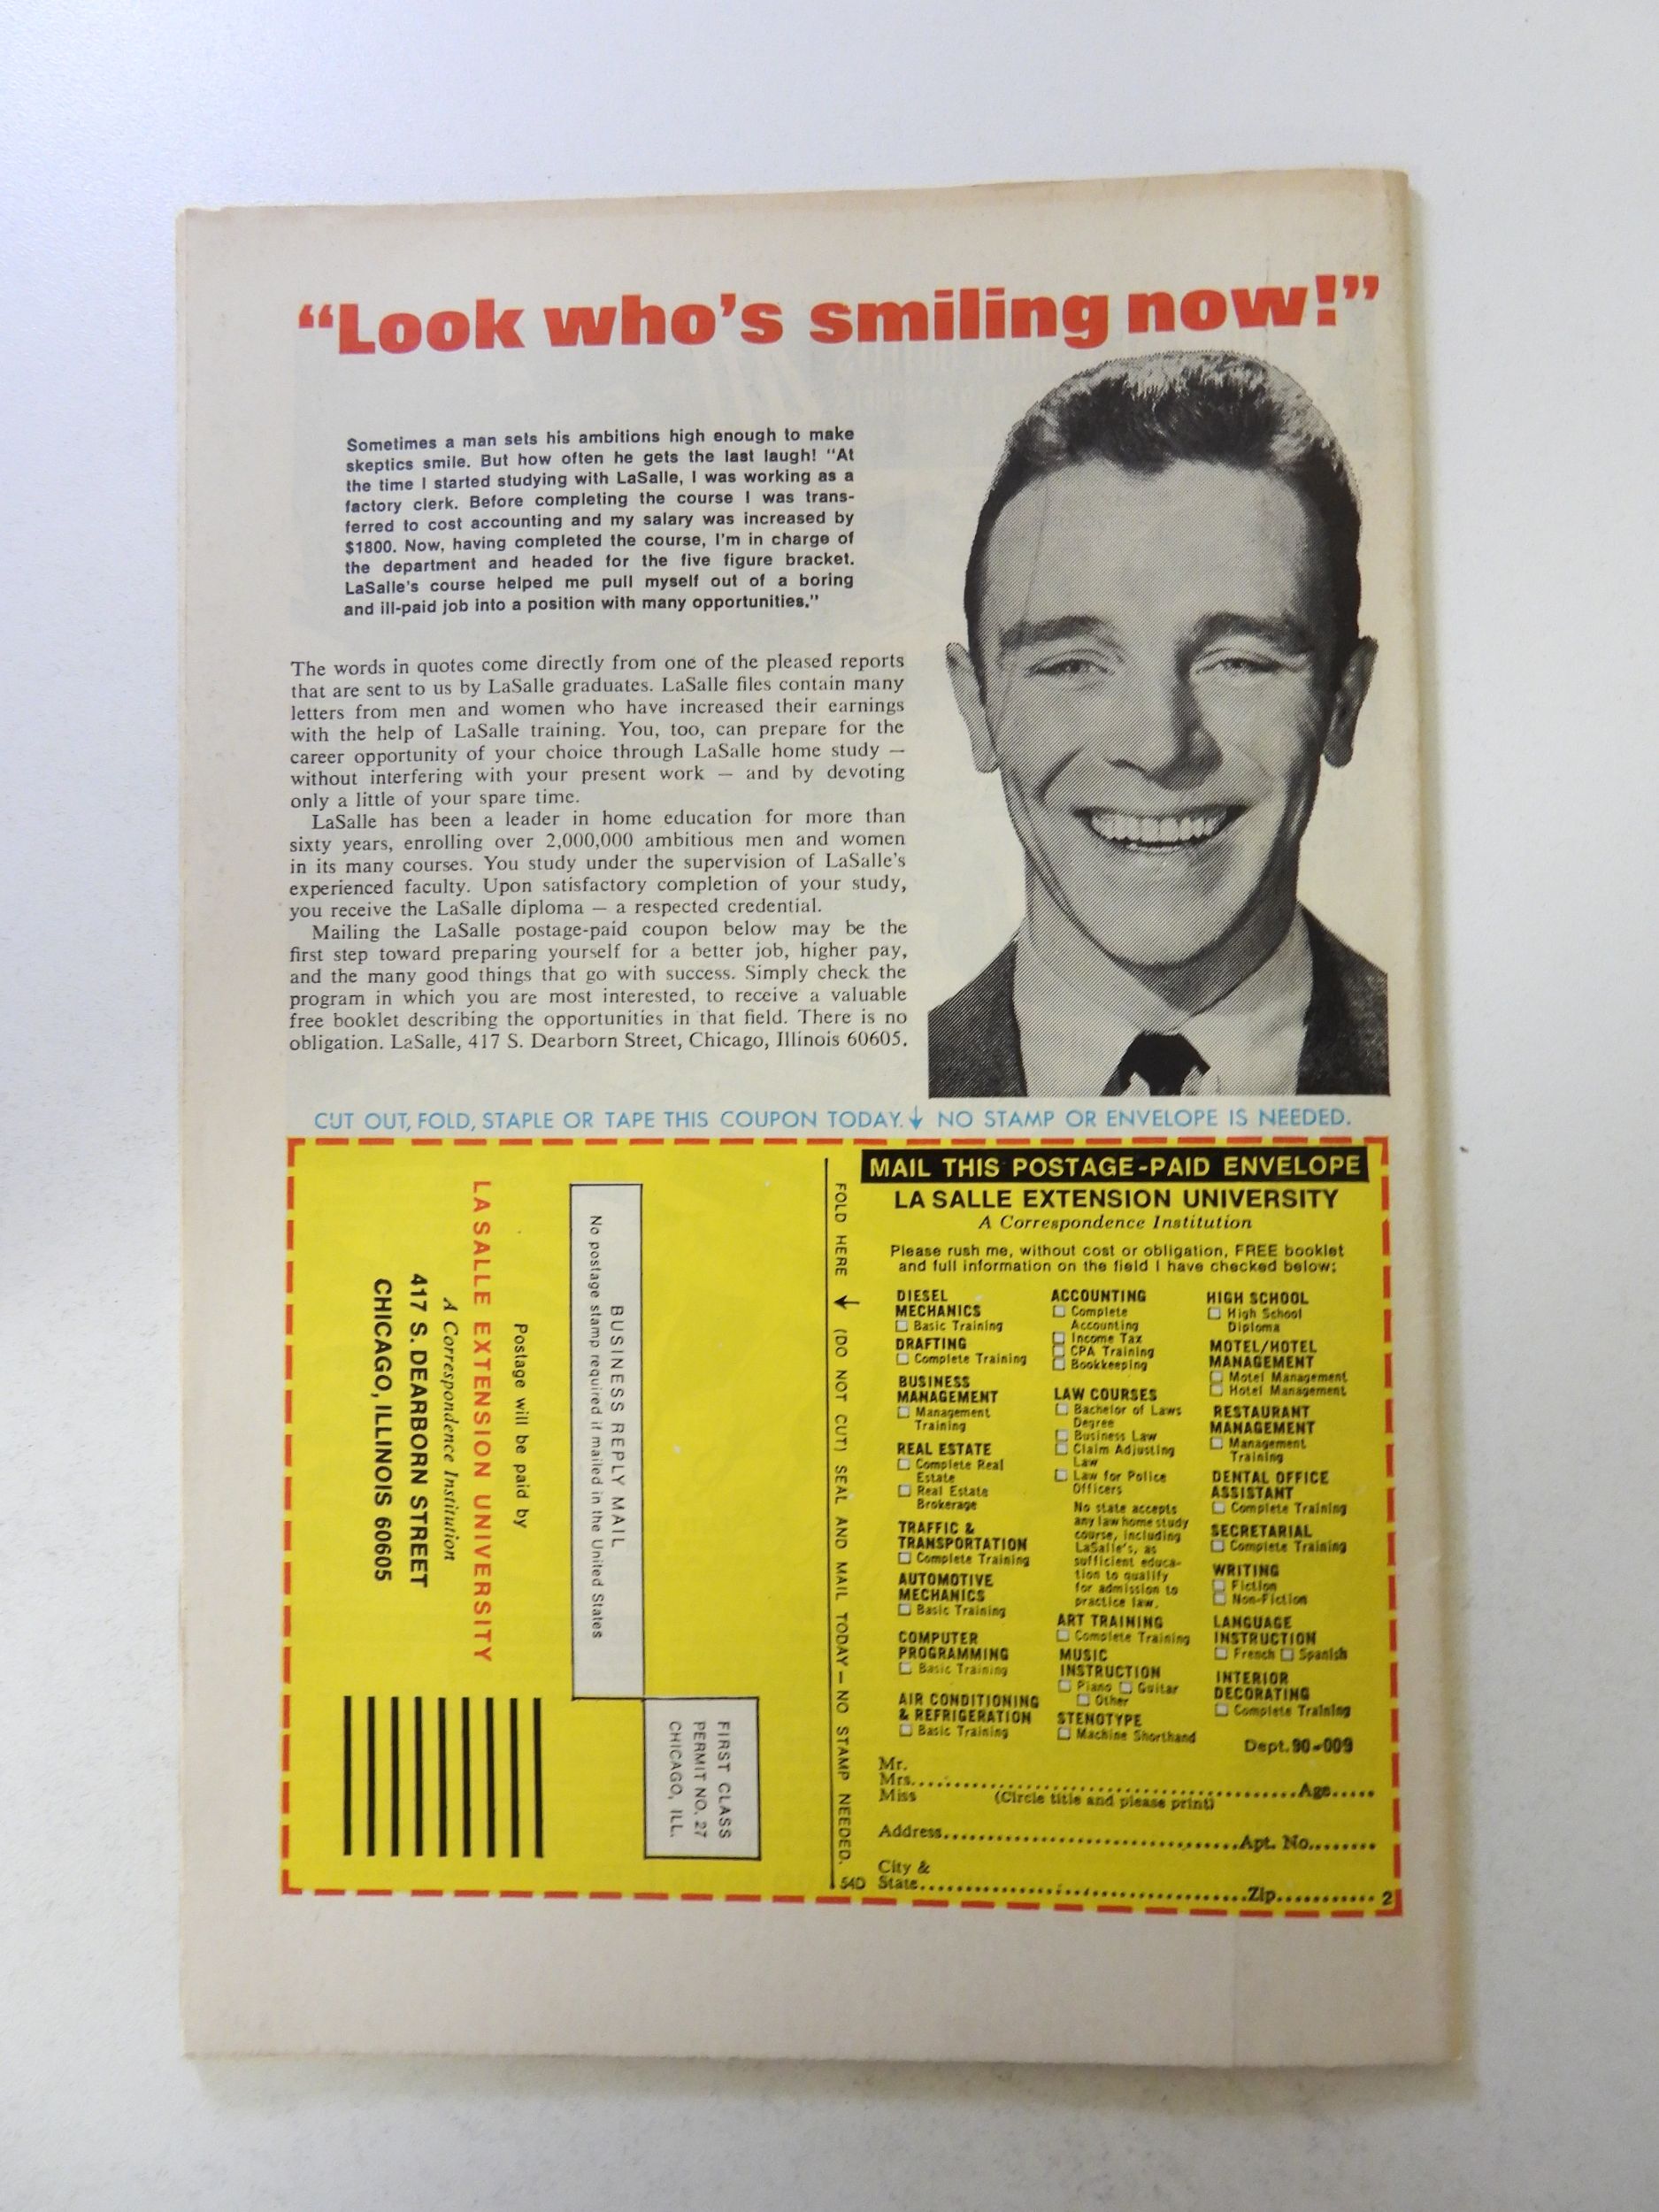 “Look who’s smiling now!”
Sometimes a man sets his ambitions high enough to make
skeptics smile. But how often he gets the last laugh! “At
the time I started studying with LaSalle, I was working as a
factory clerk. Before completing the course I was trans-
ferred to cost accounting and my salary was increased by
$1800. Now, having completed the course, I’m in charge of
the department and headed for the five figure bracket.
LaSalle’s course helped me pull myself out of a boring
and ill-paid job into a position with many opportunities.”
The words in quotes come directly from one of the pleased reports
that are sent to us by LaSalle graduates. LaSalle files contain many
letters from men and women who have increased their earnings
with the help of LaSalle training. You, too, can prepare for the
career opportunity of your choice through LaSalle home study —
without interfering with your present work — and by devoting
only a little of your spare time.
LaSalle has been a leader in home education for more than
sixty years, enrolling over 2,000,000 ambitious men and women
in its many courses. You study under the supervision of LaSalle’s
experienced faculty. Upon satisfactory completion of your study,
you receive the LaSalle diploma — a respected credential.
Mailing the LaSalle postage-paid coupon below may be the
first step toward preparing yourself for a better job, higher pay,
and the many good things that go with success. Simply check the
program in which you are most interested, to receive a valuable
free booklet describing the opportunities in that field. There is no
obligation. LaSalle, 417 S. Dearborn Street, Chicago, Illinois 60605.
CUT OUT, FOLD, STAPLE OR TAPE THIS COUPON TODAY. NO STAMP OR ENVELOPE IS NEEDED.
FIRST CLASS
PERMIT NO. 27
CHICAGO, ILL.
BUSINESS REPLY MAIL
No postage stamp required if mailed in the United States
Postage will be paid by
LA SALLE EXTENSION UNIVERSITY
A Correspondence Institution
417 S. DEARBORN STREET
CHICAGO, ILLINOIS 60605
FOLD HERE (DO NOT CUT) SEAL AND MAIL TODAY — NO STAMP NEEDED.
54D
MAIL THIS POSTAGE-PAID ENVELOPE
LA SALLE EXTENSION UNIVERSITY
A Correspondence Institution
Please rush me, without cost or obligation, FREE booklet
and full information on the field I have checked below:
DIESEL
MECHANICS
Basic Training
DRAFTING
Complete Training
BUSINESS
MANAGEMENT
Management
Training
REAL ESTATE
Complete Real
Estate
Real Estate
Brokerage
TRAFFIC &
TRANSPORTATION
Complete Training
AUTOMOTIVE
MECHANICS
Basic Training
COMPUTER
PROGRAMMING
Basic Training
AIR CONDITIONING
& REFRIGERATION
Basic Training
ACCOUNTING
Complete
Accounting
Income Tax
CPA Training
Bookkeeping
LAW COURSES
Bachelor of Laws
Degree
Business Law
Claim Adjusting
Law
Law for Police
Officers
No state accepts
any law home study
course, including
LaSalle’s, as
sufficient educa-
tion to qualify
for admission to
practice law.
ART TRAINING
Complete Training
MUSIC
INSTRUCTION
Piano Guitar
Other
STENOTYPE
Machine Shorthand
HIGH SCHOOL
High School
Diploma
MOTEL/HOTEL
MANAGEMENT
Motel Management
Hotel Management
RESTAURANT
MANAGEMENT
Management
Training
DENTAL OFFICE
ASSISTANT
Complete Training
SECRETARIAL
Complete Training
WRITING
Fiction
Non-Fiction
LANGUAGE
INSTRUCTION
French Spanish
INTERIOR
DECORATING
Complete Training
Dept. 90-009
Mr.
Mrs. Age
Miss (Circle title and please print)
Address Apt. No.
City &
State Zip 2